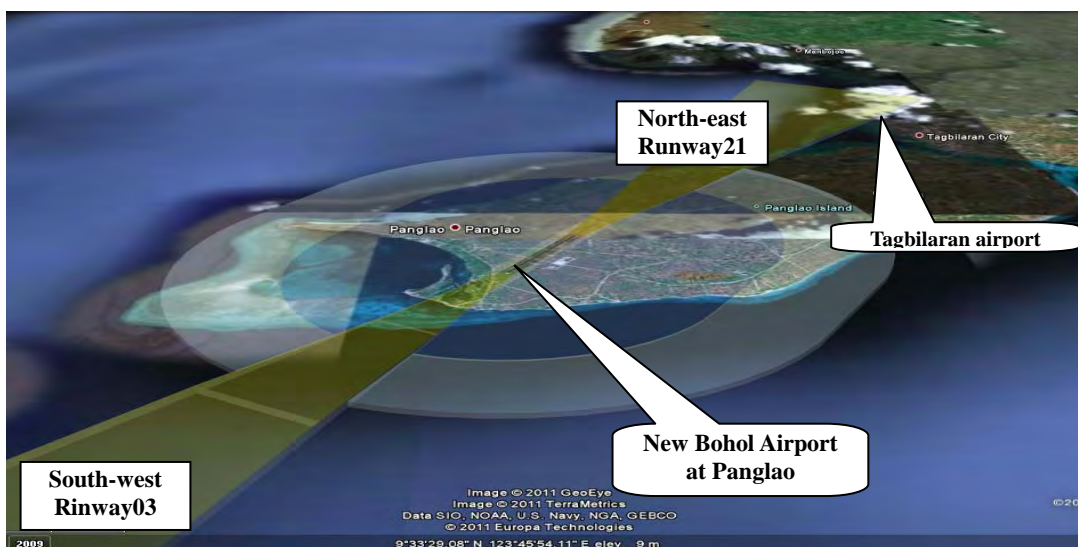 Manbojoo
North-east
Runway21
Tagbilaran City
Panglao Island
Panglao Panglao
Tagbilaran airport
New Bohol Airport
at Panglao
South-west
Rinway03
Image © 2011 GeoEye
Image © 2011 TerraMetrics
Data SIO, NOAA, U.S. Navy, NGA, GEBCO
© 2011 Europa Technologies
©20
2009
9°33'29.08" N 123°45'54.11" E elev 9 m